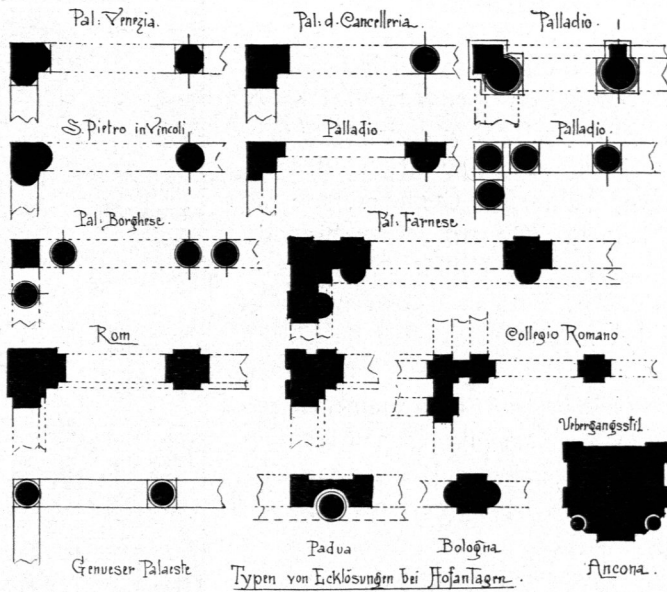 Pal: Venezia.
Pal: d. Cancelleria.
Palladio.
S. Pietro in Vincoli
Palladio
Palladio
Pal: Borghese.
Pal: Farnese.
Rom
Collegio Romano
Uebergangsstil
Padua
Bologna
Genueser Palaeste
Ancona.
Typen von Ecklösungen bei Hofanlagen.